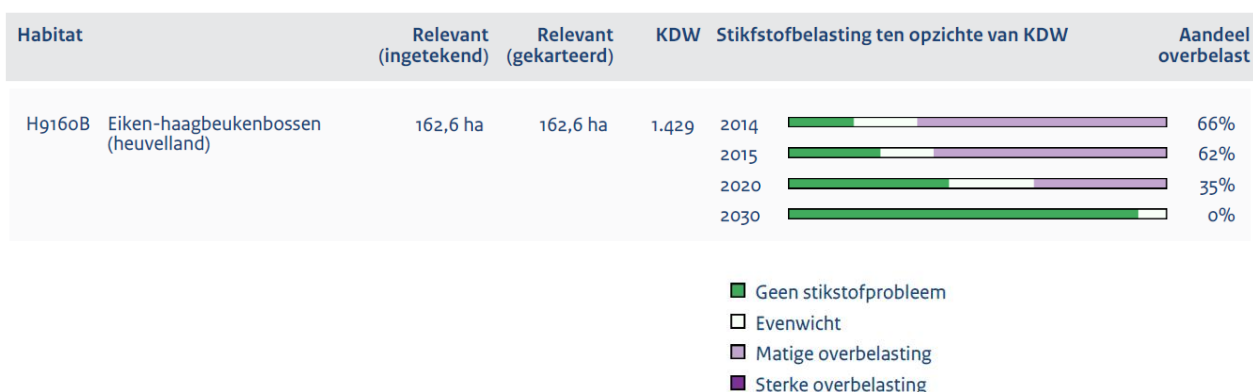 Habitat Relevant Relevant KDW Stikfstofbelasting ten opzichte van KDW Aandeel
(ingetekend) (gekarteerd) overbelast
H9160B Eiken-haagbeukenbossen 162,6 ha 162,6 ha 1.429 2014 66%
(heuvelland)
2015 62%
2020 35%
2030 0%
Geen stikstofprobleem
Evenwicht
Matige overbelasting
Sterke overbelasting